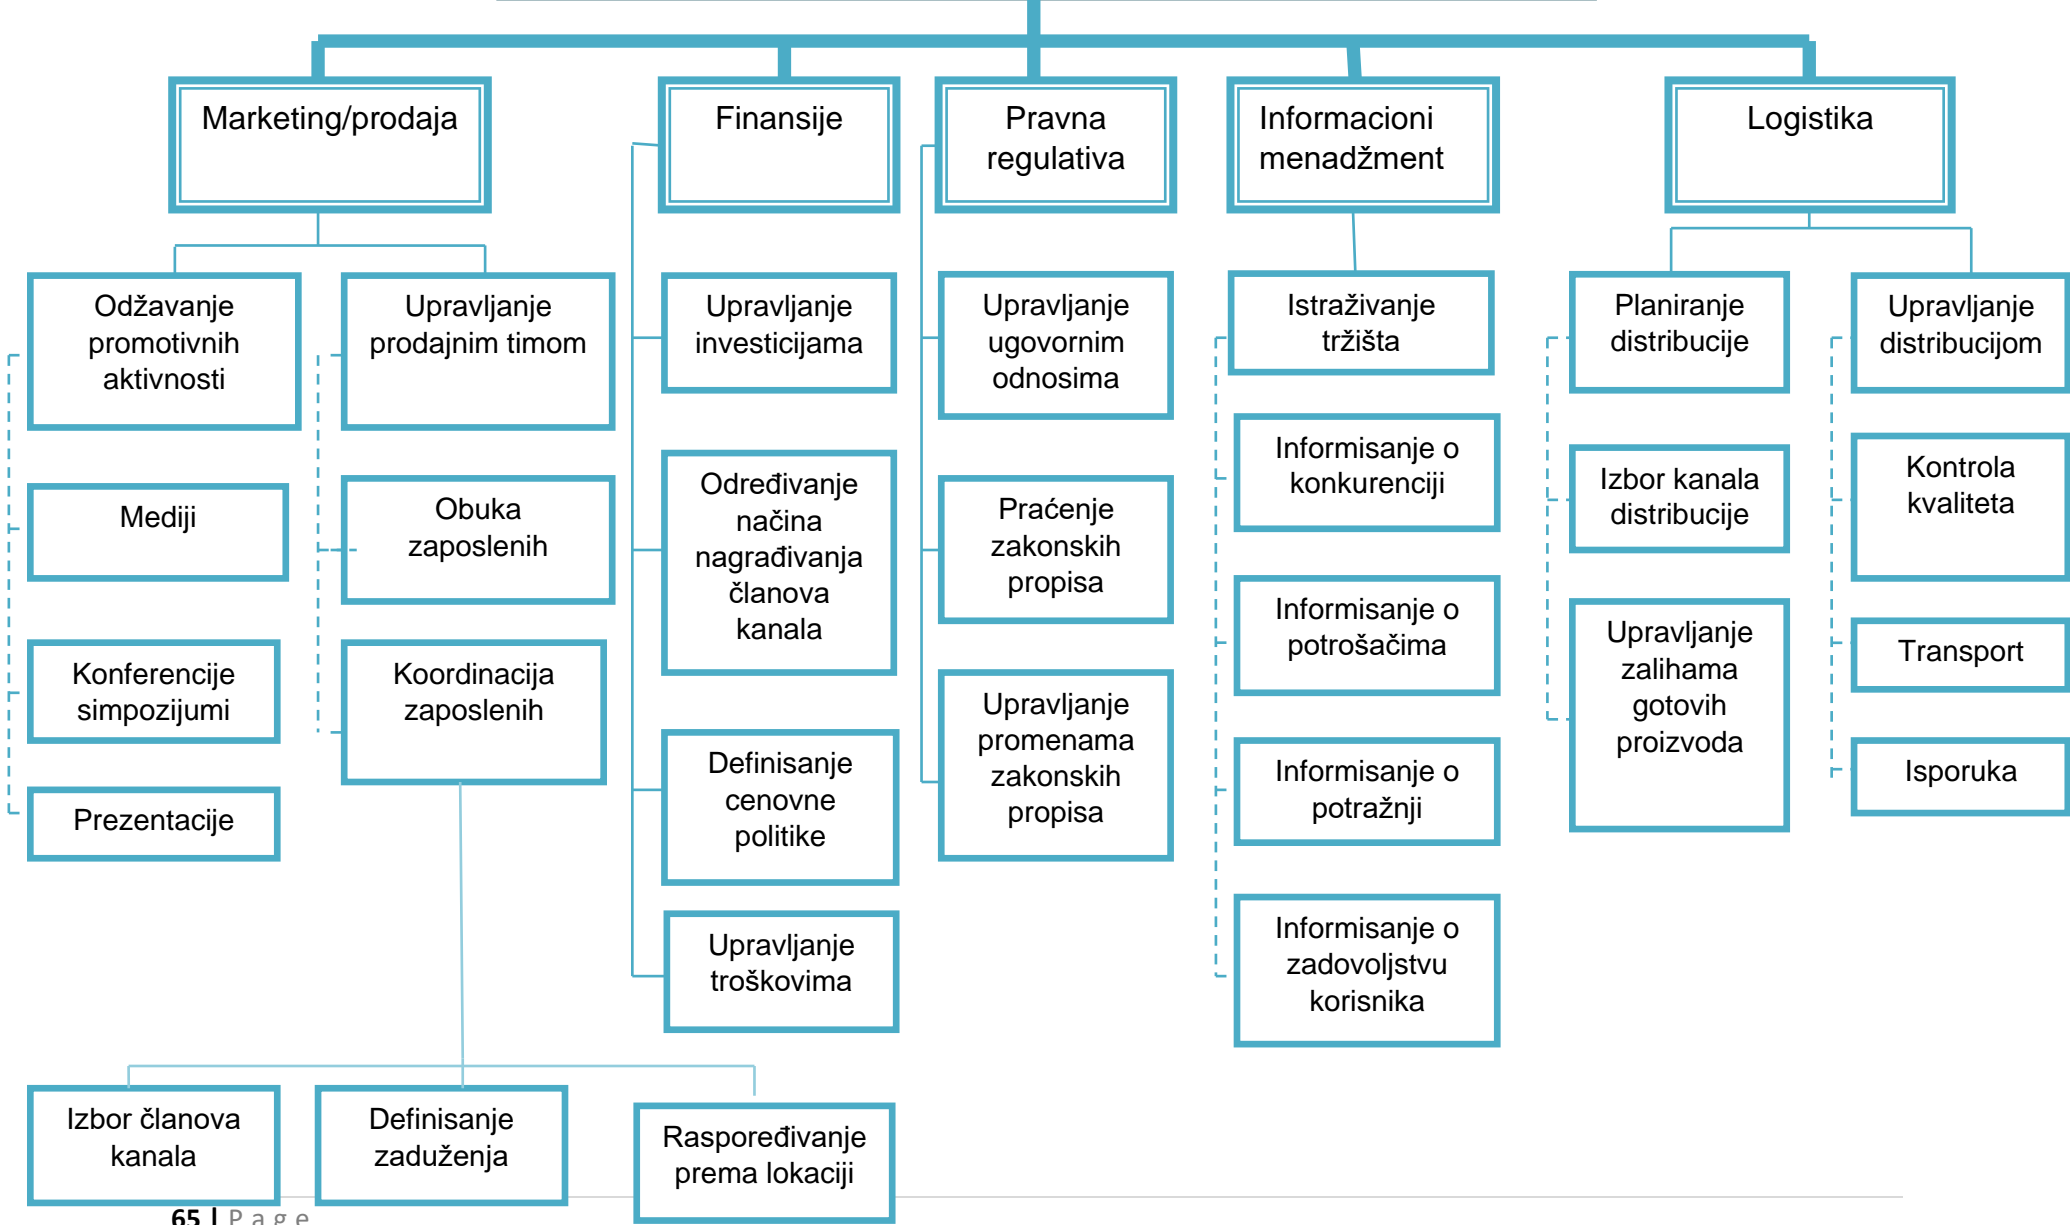 Marketing/prodaja
Finansije
Pravna
regulativa
Informacioni
menadžment
Logistika
Odžavanje
promotivnih
aktivnosti
Upravljanje
prodajnim timom
Upravljanje
investicijama
Upravljanje
ugovornim
odnosima
Istraživanje
tržišta
Planiranje
distribucije
Upravljanje
distribucijom
Mediji
Obuka
zaposlenih
Određivanje
načina
nagrađivanja
članova
kanala
Praćenje
zakonskih
propisa
Informisanje o
konkurenciji
Izbor kanala
distribucije
Kontrola
kvaliteta
Konferencije
simpozijumi
Koordinacija
zaposlenih
Definisanje
cenovne
politike
Upravljanje
promenama
zakonskih
propisa
Informisanje o
potrošačima
Upravljanje
zalihama
gotovih
proizvoda
Transport
Prezentacije
Upravljanje
troškovima
Informisanje o
potražnji
Isporuka
Informisanje o
zadovoljstvu
korisnika
Izbor članova
kanala
Definisanje
zaduženja
Raspoređivanje
prema lokaciji
65 | Page